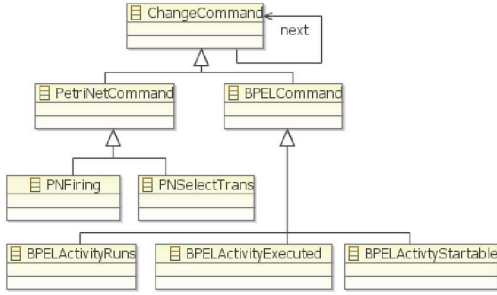 ChangeCommand
next
PetriNetCommand
BPELCommand
PNFiring
PNSelectTrans
BPELActivityRuns
BPELActivityExecuted
BPELActivtyStartable